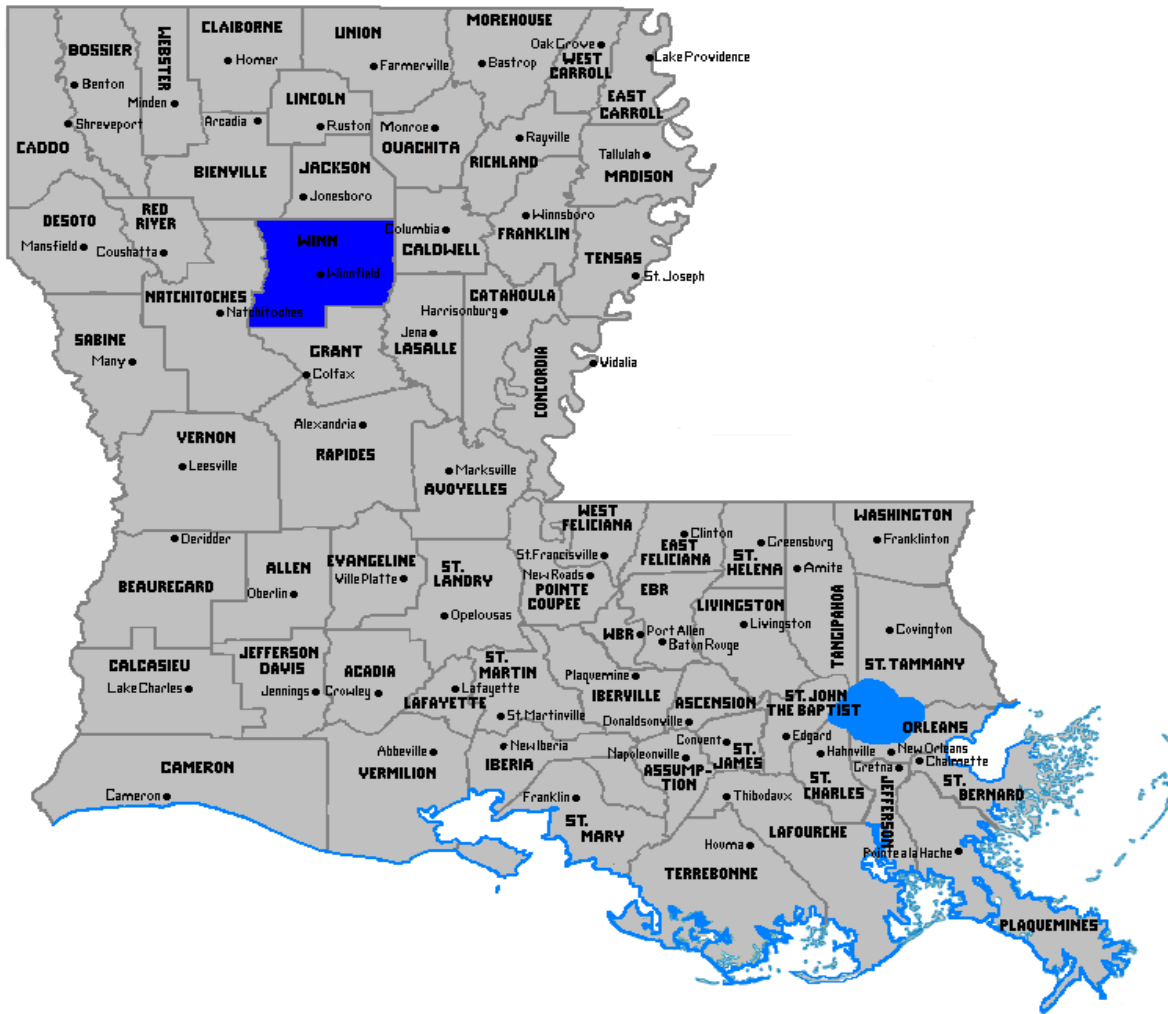 CLAIBORNE
UNION
MOREHOUSE
WEBSTER
BOSSIER
Homer
Farmerville
Bastrop
Oak Grove
WEST
CARROLL
Lake Providence
Benton
Minden
LINCOLN
EAST
CARROLL
Shreveport
Arcadia
Ruston
Monroe
OUACHITA
Rayville
CADDO
BIENVILLE
JACKSON
RICHLAND
Tallulah
MADISON
Jonesboro
DESOTO
RED
RIVER
Winnsboro
FRANKLIN
Mansfield
Coushatta
WINN
Columbia
CALDWELL
TENSAS
Winnfield
St. Joseph
NATCHITOCHES
Natchitoches
CATAHOULA
Harrisonburg
SABINE
Many
GRANT
Colfax
Jena
LASALLE
CONCORDIA
Vidalia
VERNON
Leesville
Alexandria
RAPIDES
Marksville
AVOYELLES
WEST
FELICIANA
WASHINGTON
Franklinton
Deridder
EVANGELINE
Ville Platte
ST.
LANDRY
St. Francisville
Clinton
EAST
FELICIANA
Greensburg
ST.
HELENA
Amite
BEAUREGARD
ALLEN
Oberlin
New Roads
POINTE
COUPEE
EBR
LIVINGSTON
Livingston
TANGIPAHOA
Opelousas
WBR
Port Allen
Baton Rouge
Covington
ST. TAMMANY
CALCASIEU
Lake Charles
JEFFERSON
DAVIS
Jennings
ACADIA
Crowley
LAFAYETTE
Lafayette
ST.
MARTIN
St. Martinville
Plaquemine
IBERVILLE
ASCENSION
Donaldsonville
ST. JOHN
THE BAPTIST
Edgard
ORLEANS
New Orleans
Chalmette
CAMERON
Cameron
Abbeville
VERMILION
New Iberia
IBERIA
Napoleonville
ASSUMP-
TION
Convent
ST.
JAMES
Hahnville
ST.
CHARLES
Gretna
JEFFERSON
ST.
BERNARD
Franklin
ST.
MARY
Thibodaux
LAFOURCHE
Houma
TERREBONNE
Pointe a la Hache
PLAQUEMINES